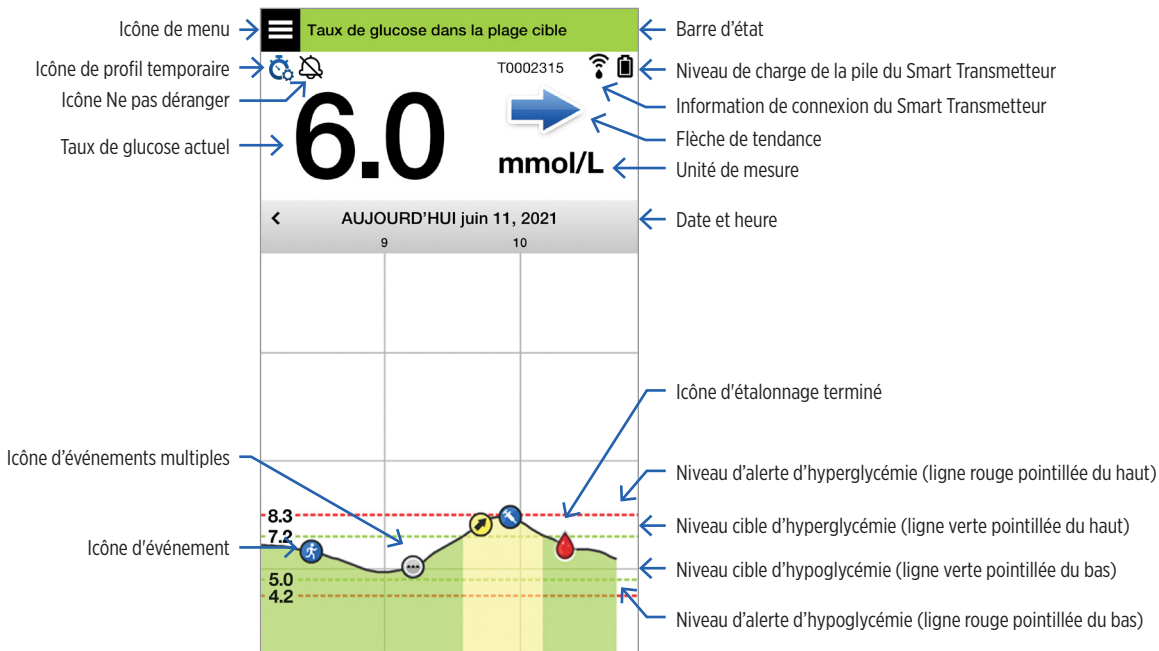 Icône de menu
Taux de glucose dans la plage cible
Barre d'état
Icône de profil temporaire
T0002315
Niveau de charge de la pile du Smart Transmetteur
Icône Ne pas déranger
Information de connexion du Smart Transmetteur
6.0
Flèche de tendance
Taux de glucose actuel
mmol/L
Unité de mesure
AUJOURD'HUI juin 11, 2021
Date et heure
9
10
Icône d'étalonnage terminé
Icône d'événements multiples
Niveau d'alerte d'hyperglycémie (ligne rouge pointillée du haut)
8.3
Niveau cible d'hyperglycémie (ligne verte pointillée du haut)
7.2
Icône d'événement
Niveau cible d'hypoglycémie (ligne verte pointillée du bas)
5.0
4.2
Niveau d'alerte d'hypoglycémie (ligne rouge pointillée du bas)